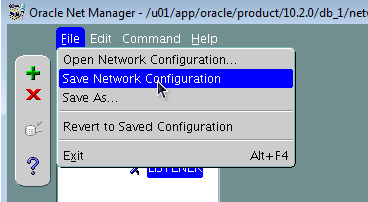 Oracle Net Manager - /u01/app/oracle/product/10.2.0/db_1/netw
File Edit Command Help
Open Network Configuration...
Save Network Configuration
Save As...
Revert to Saved Configuration
Exit Alt+F4
LISTENER